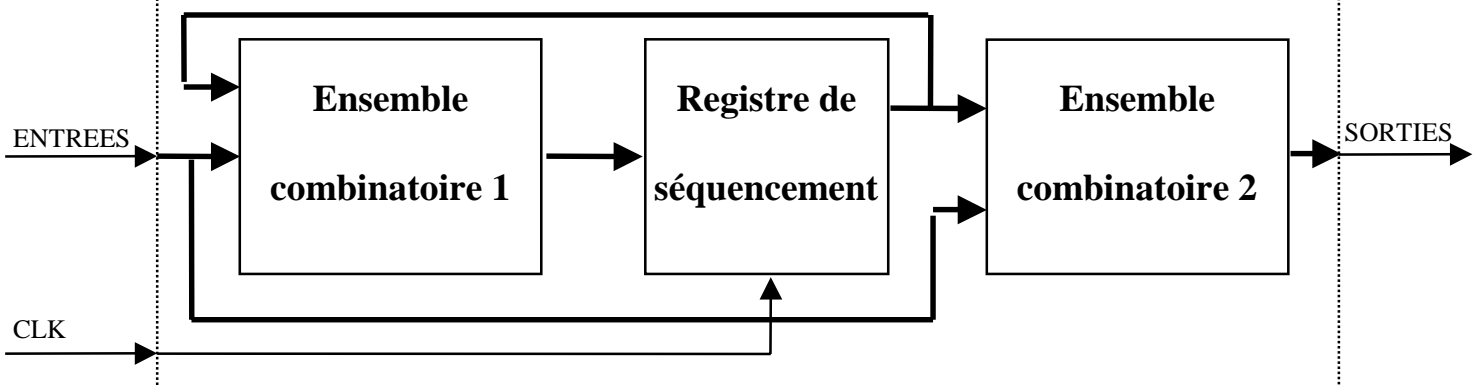 Ensemble
combinatoire 1
Registre de
séquencement
Ensemble
combinatoire 2
ENTREES
SORTIES
CLK